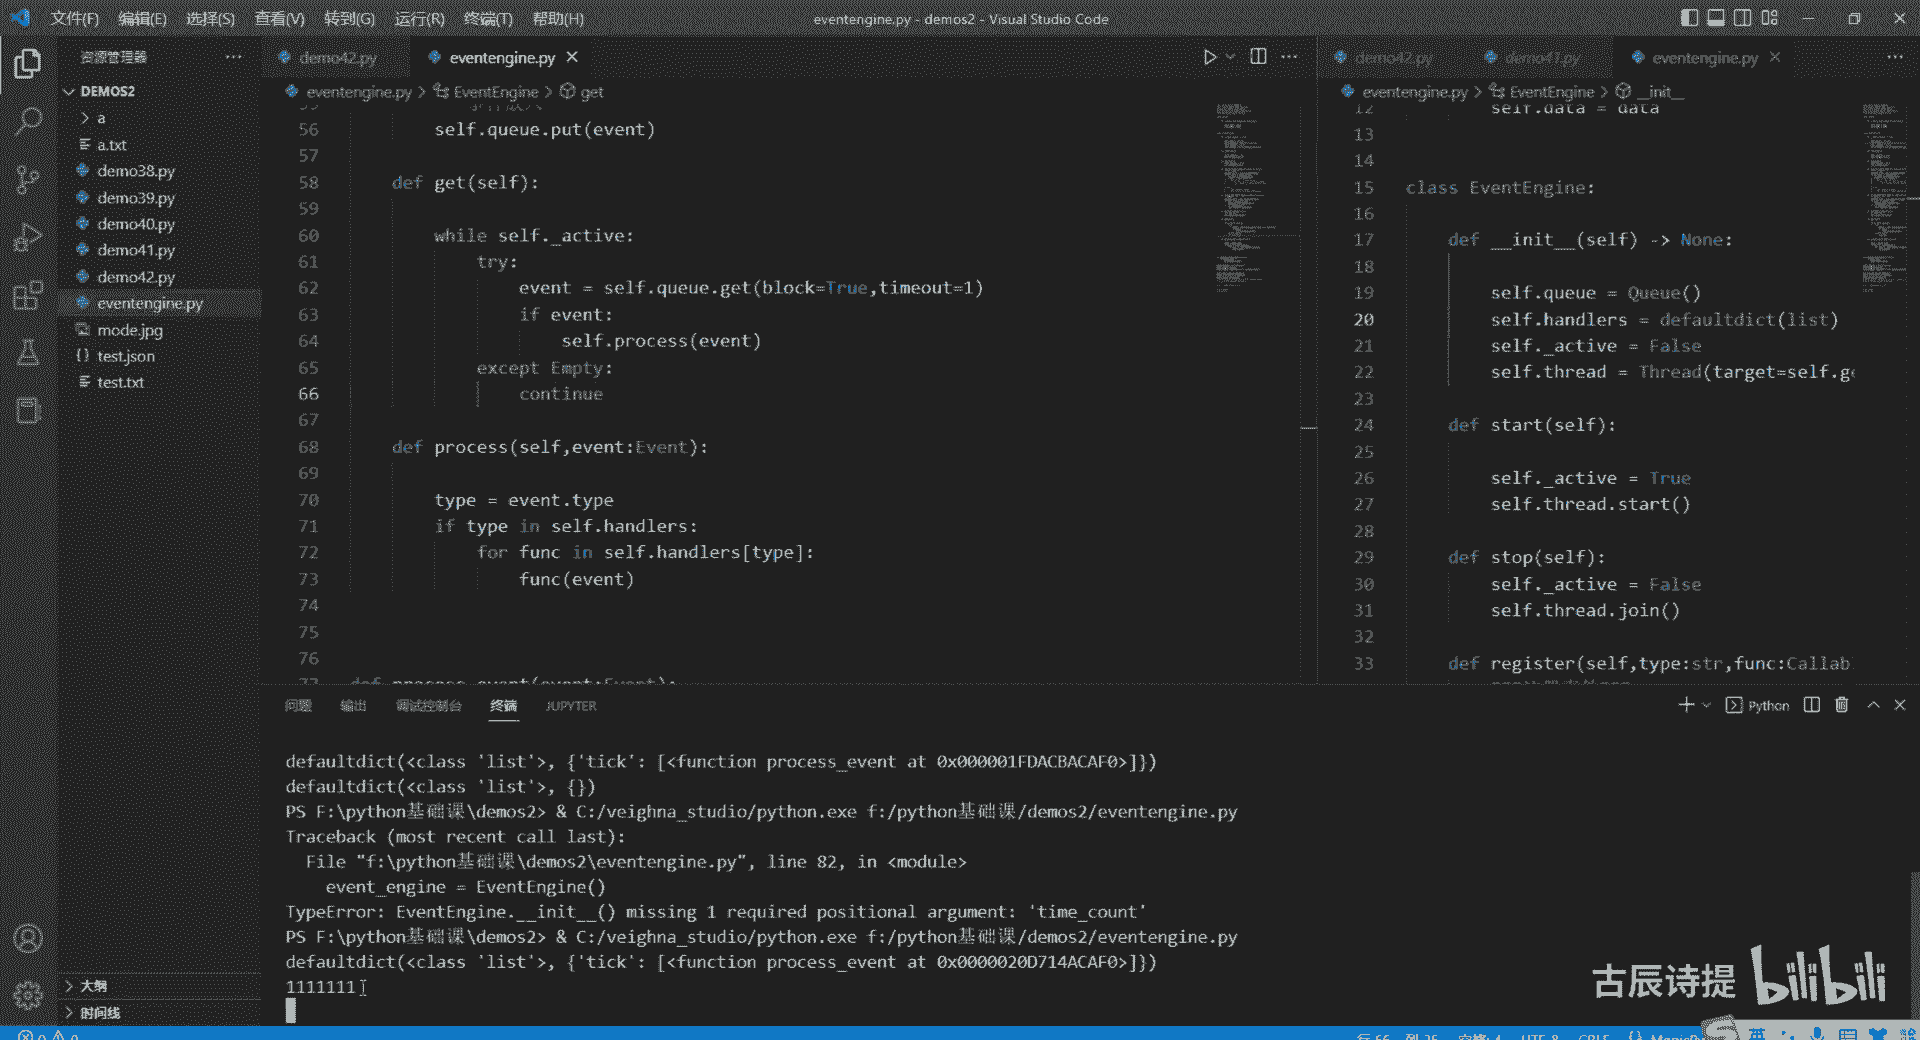 文件(F) 编辑(E) 选择(S) 查看(V) 转到(G) 运行(R) 终端(T) 帮助(H)
eventengine.py - demos2 - Visual Studio Code
资源管理器
DEMOS2
a
a.txt
demo38.py
demo39.py
demo40.py
demo41.py
demo42.py
eventengine.py
mode.jpg
{} test.json
test.txt
大纲
时间线
demo42.py
eventengine.py
eventengine.py > EventEngine > get
56 self.queue.put(event)
57
58 def get(self):
59
60 while self._active:
61 try:
62 event = self.queue.get(block=True,timeout=1)
63 if event:
64 self.process(event)
65 except Empty:
66 continue
67
68 def process(self,event:Event):
69
70 type = event.type
71 if type in self.handlers:
72 for func in self.handlers[type]:
73 func(event)
74
75
76
77 def process_event(event:Event):
demo42.py
demo41.py
eventengine.py
eventengine.py > EventEngine > __init__
12 self.data = data
13
14
15 class EventEngine:
16
17 def __init__(self) -> None:
18
19 self.queue = Queue()
20 self.handlers = defaultdict(list)
21 self._active = False
22 self.thread = Thread(target=self.ge
23
24 def start(self):
25
26 self._active = True
27 self.thread.start()
28
29 def stop(self):
30 self._active = False
31 self.thread.join()
32
33 def register(self,type:str,func:Callab
问题 输出 调试控制台 终端 JUPYTER
Python
defaultdict(<class 'list'>, {'tick': [<function process_event at 0x000001FDACBACAF0>]})
defaultdict(<class 'list'>, {})
PS F:\python基础课\demos2> & C:/veighna_studio/python.exe f:/python基础课/demos2/eventengine.py
Traceback (most recent call last):
File "f:\python基础课\demos2\eventengine.py", line 82, in <module>
event_engine = EventEngine()
TypeError: EventEngine.__init__() missing 1 required positional argument: 'time_count'
PS F:\python基础课\demos2> & C:/veighna_studio/python.exe f:/python基础课/demos2/eventengine.py
defaultdict(<class 'list'>, {'tick': [<function process_event at 0x0000020D714ACAF0>]})
1111111
古辰诗提 bilibili
英